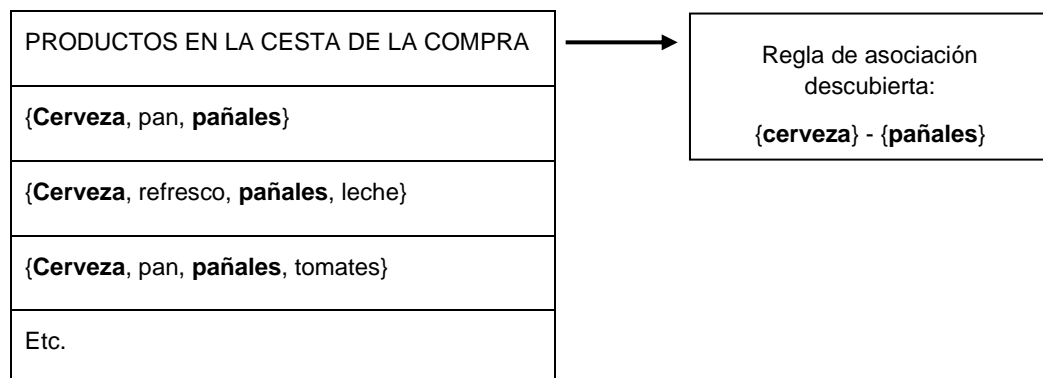 PRODUCTOS EN LA CESTA DE LA COMPRA
{Cerveza, pan, pañales}
{Cerveza, refresco, pañales, leche}
{Cerveza, pan, pañales, tomates}
Etc.
Regla de asociación
descubierta:
{cerveza} - {pañales}